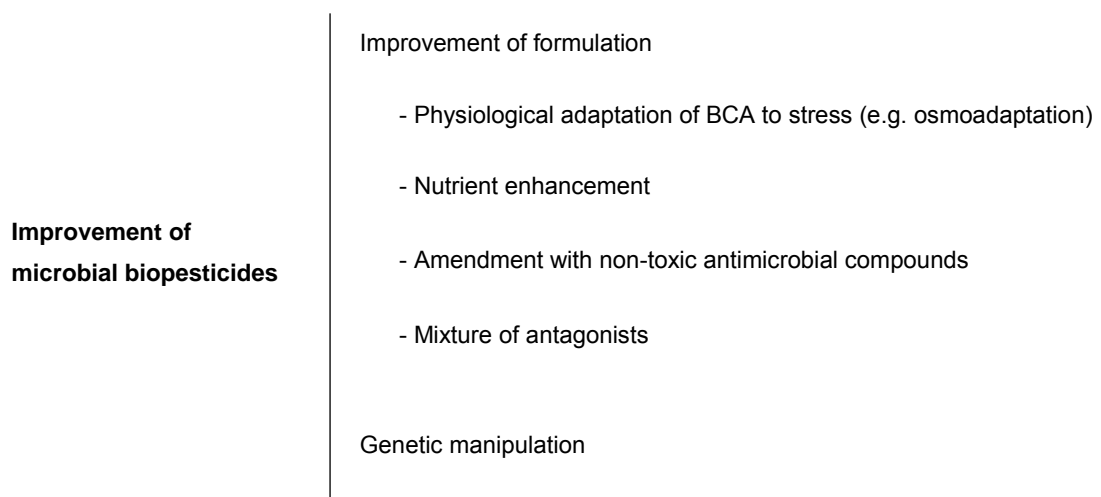 Improvement of formulation
- Physiological adaptation of BCA to stress (e.g. osmoadaptation)
- Nutrient enhancement
Improvement of
microbial biopesticides
- Amendment with non-toxic antimicrobial compounds
- Mixture of antagonists
Genetic manipulation